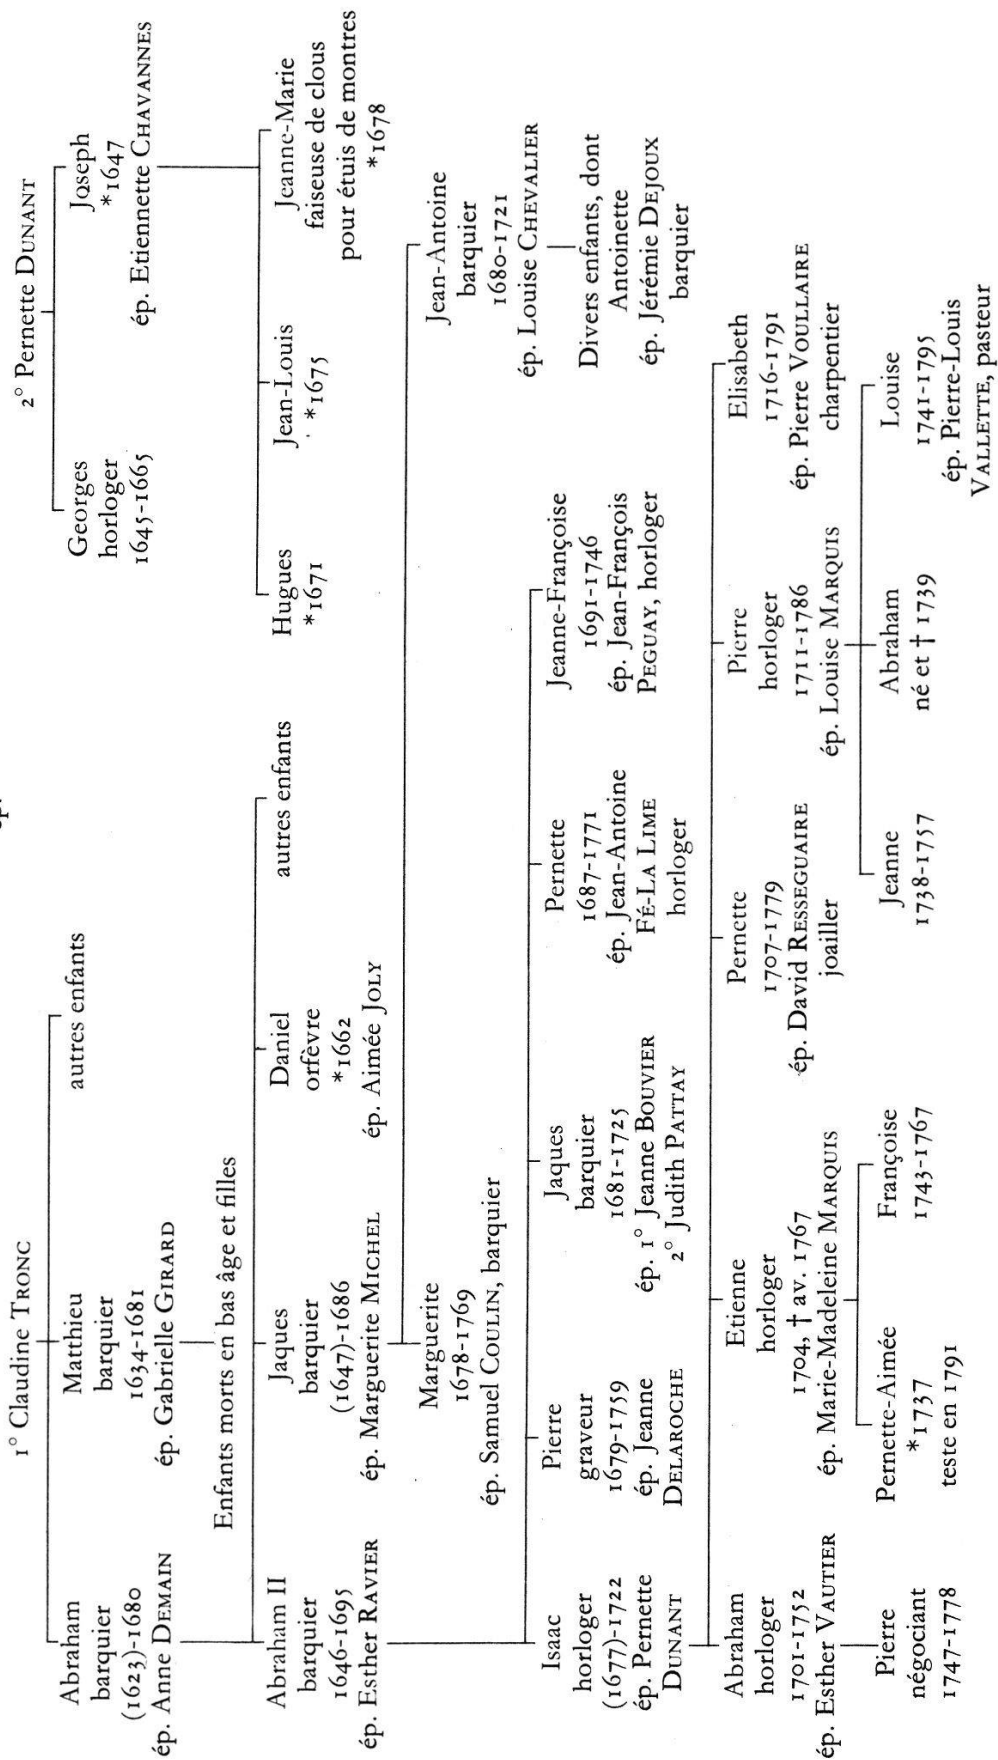 ép.
1° Claudine TRONC
2° Pernette DUNANT
Abraham
barquier
(1623)-1680
ép. Anne DEMAIN
Matthieu
barquier
1634-1681
ép. Gabrielle GIRARD
autres enfants
Georges
horloger
1645-1665
Joseph
*1647
ép. Etiennette CHAVANNES
Enfants morts en bas âge et filles
Abraham II
barquier
1646-1695
ép. Esther RAVIER
Jaques
barquier
(1647)-1686
ép. Marguerite MICHEL
Daniel
orfèvre
*1662
ép. Aimée JOLY
autres enfants
Hugues
*1671
Jean-Louis
*1675
Jeanne-Marie
faiseuse de clous
pour étuis de montres
*1678
Marguerite
1678-1769
ép. Samuel COULIN, barquier
Jean-Antoine
barquier
1680-1721
ép. Louise CHEVALIER
Divers enfants, dont
Antoinette
ép. Jérémie DEJOUX
barquier
Isaac
horloger
(1677)-1722
ép. Pernette
DUNANT
Pierre
graveur
1679-1759
ép. Jeanne
DELAROCHE
Jaques
barquier
1681-1725
ép. 1° Jeanne BOUVIER
2° Judith PATTAY
Pernette
1687-1771
ép. Jean-Antoine
FÉ-LA LIME
horloger
Jeanne-Françoise
1691-1746
ép. Jean-François
PEGUAY, horloger
Abraham
horloger
1701-1752
ép. Esther VAUTIER
Etienne
horloger
1704, † av. 1767
ép. Marie-Madeleine MARQUIS
Pernette
1707-1779
ép. David RESSEGUAIRE
joailler
Pierre
horloger
1711-1786
ép. Louise MARQUIS
Elisabeth
1716-1791
ép. Pierre VOULLAIRE
charpentier
Pierre
négociant
1747-1778
Pernette-Aimée
*1737
teste en 1791
Françoise
1743-1767
Jeanne
1738-1757
Abraham
né et † 1739
Louise
1741-1795
ép. Pierre-Louis
VALLETTE, pasteur